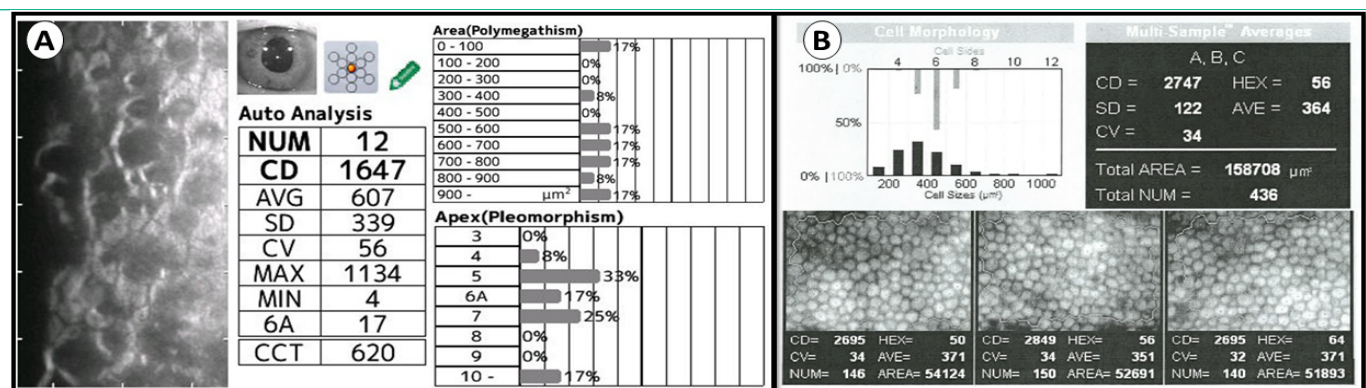 A
Auto Analysis
NUM 12
CD 1647
AVG 607
SD 339
CV 56
MAX 1134
MIN 4
6A 17
CCT 620
Area(Polymegathism)
0 - 100 17%
100 - 200 0%
200 - 300 0%
300 - 400 8%
400 - 500 0%
500 - 600 17%
600 - 700 17%
700 - 800 17%
800 - 900 8%
900 - μm² 17%
Apex(Pleomorphism)
3 0%
4 8%
5 33%
6A 17%
7 25%
8 0%
9 0%
10 - 17%
B
Cell Morphology
Cell Sides
4 6 8 10 12
100% | 0%
50%
0% | 100%
200 400 600 800 1000
Cell Sizes (μm²)
Multi-Sample™ Averages
A, B, C
CD = 2747 HEX = 56
SD = 122 AVE = 364
CV = 34
Total AREA = 158708 μm²
Total NUM = 436
CD= 2695 HEX= 50
CV= 34 AVE= 371
NUM= 146 AREA= 54124
CD= 2849 HEX= 56
CV= 34 AVE= 351
NUM= 150 AREA= 52691
CD= 2695 HEX= 64
CV= 32 AVE= 371
NUM= 140 AREA= 51893